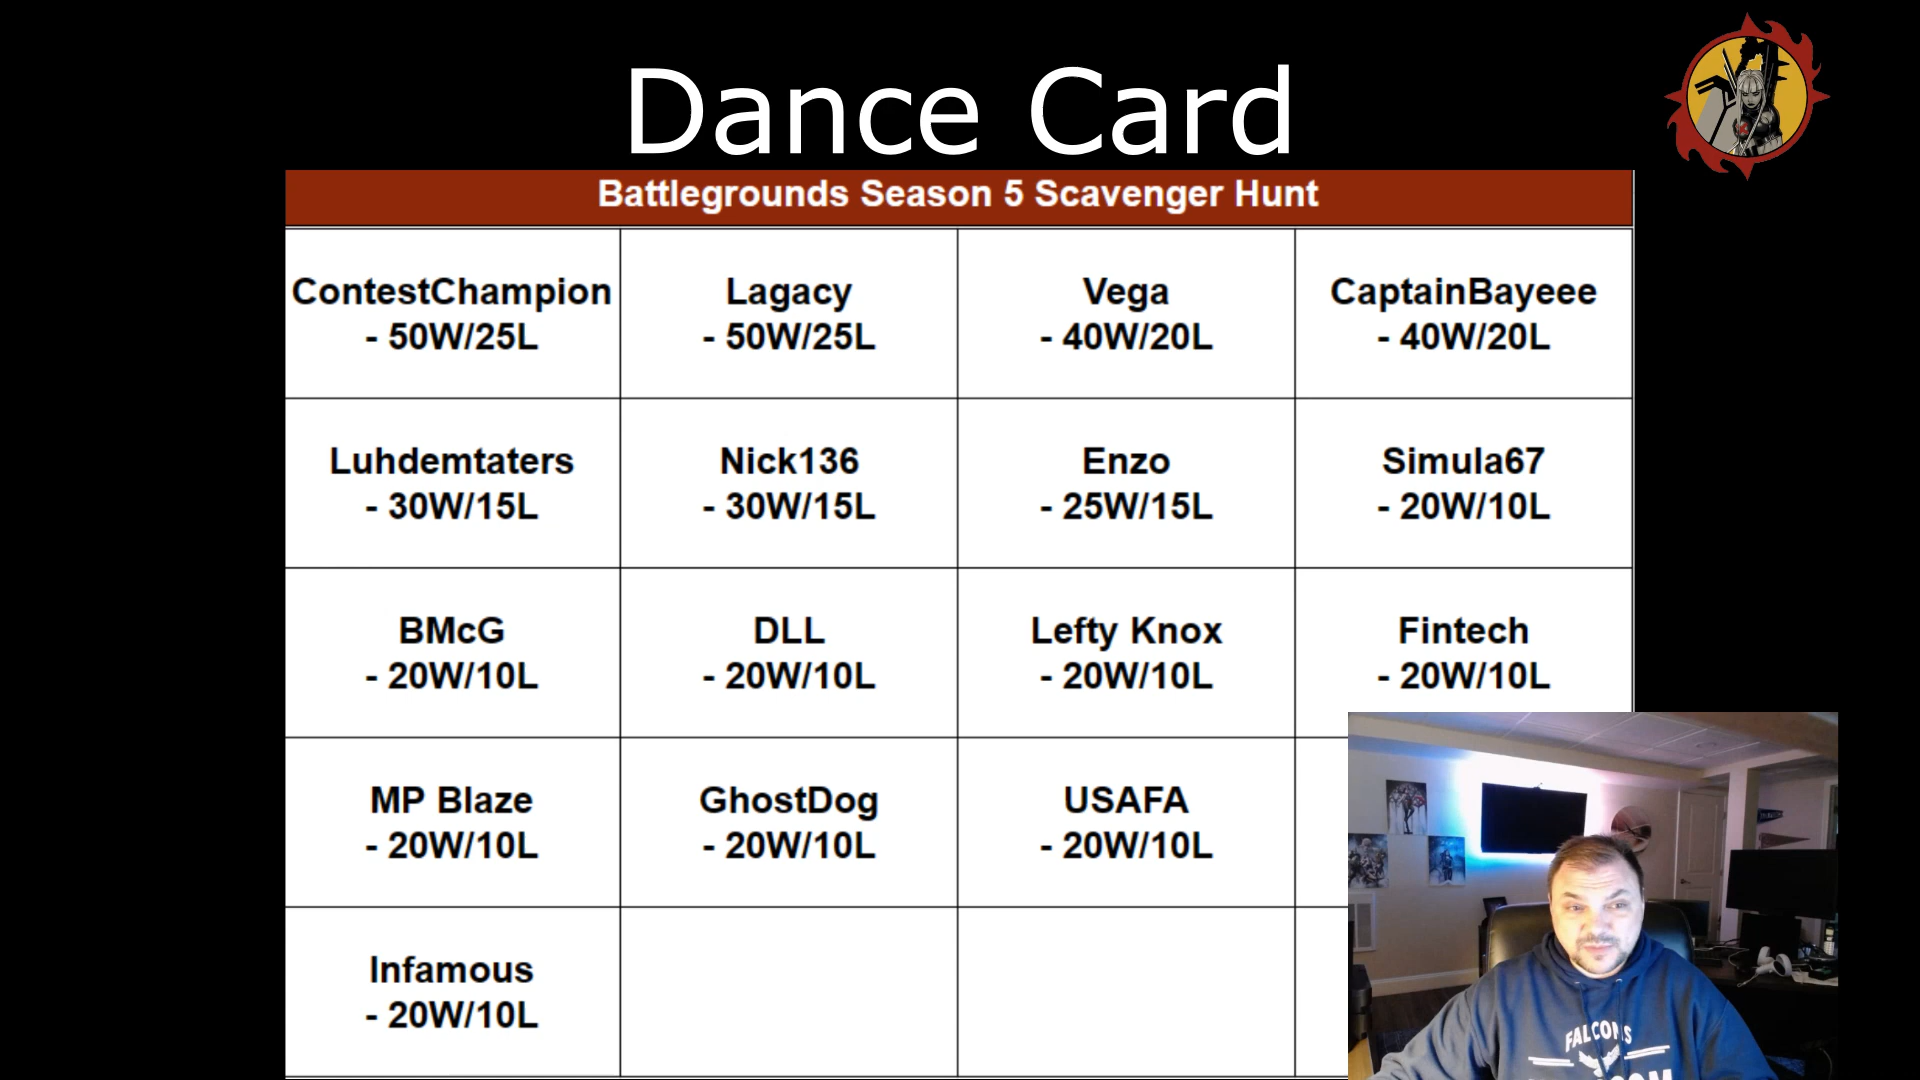 Dance Card
Battlegrounds Season 5 Scavenger Hunt
ContestChampion
- 50W/25L
Lagacy
- 50W/25L
Vega
- 40W/20L
CaptainBayeee
- 40W/20L
Luhdemtaters
- 30W/15L
Nick136
- 30W/15L
Enzo
- 25W/15L
Simula67
- 20W/10L
BMcG
- 20W/10L
DLL
- 20W/10L
Lefty Knox
- 20W/10L
Fintech
- 20W/10L
MP Blaze
- 20W/10L
GhostDog
- 20W/10L
USAFA
- 20W/10L
Infamous
- 20W/10L
FALCONS